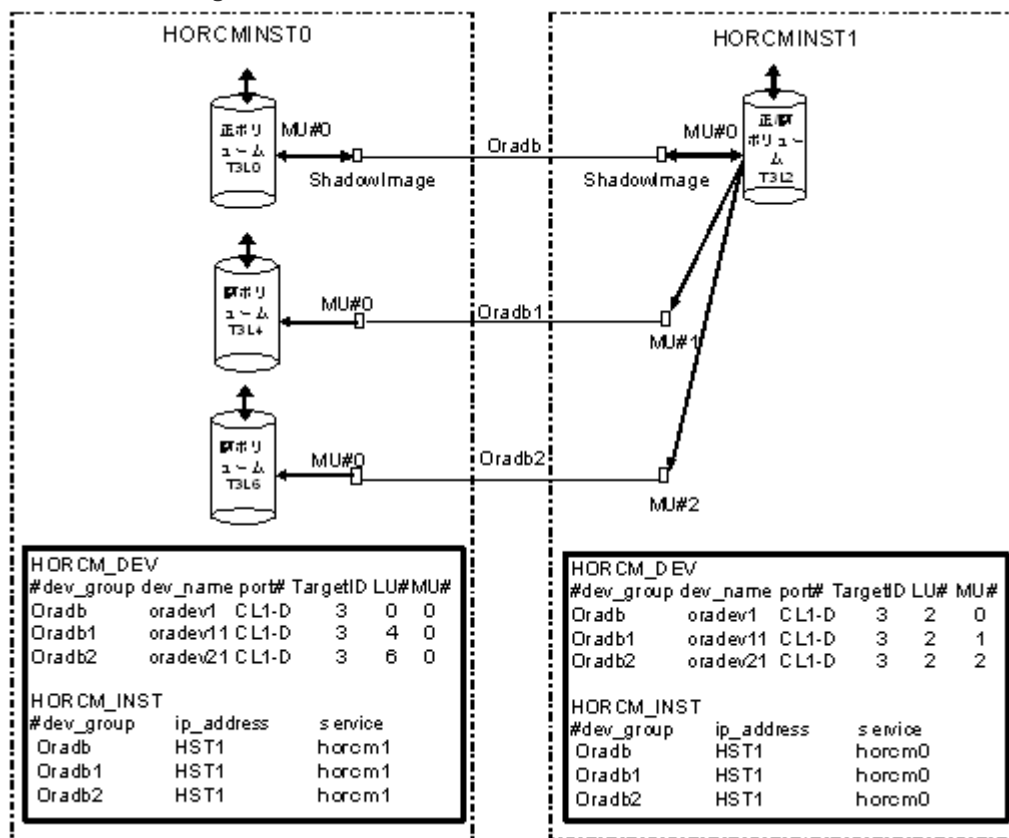 HORCMINST0
HORCMINST1
正ボリ
ューム
T3L0
MU#0
ShadowImage
Oradb
MU#0
ShadowImage
ボリュー
ム
T3L2
ボリ
ューム
T3L4
MU#0
Oradb1
MU#1
ボリ
ューム
T3L6
MU#0
Oradb2
MU#2
HORCM_DEV
#dev_group dev_name port# TargetID LU# MU#
Oradb oradev1 CL1-D 3 0 0
Oradb1 oradev11 CL1-D 3 4 0
Oradb2 oradev21 CL1-D 3 6 0
HORCM_INST
#dev_group ip_address service
Oradb HST1 horcm1
Oradb1 HST1 horcm1
Oradb2 HST1 horcm1
HORCM_DEV
#dev_group dev_name port# TargetID LU# MU#
Oradb oradev1 CL1-D 3 2 0
Oradb1 oradev11 CL1-D 3 2 1
Oradb2 oradev21 CL1-D 3 2 2
HORCM_INST
#dev_group ip_address service
Oradb HST1 horcm0
Oradb1 HST1 horcm0
Oradb2 HST1 horcm0